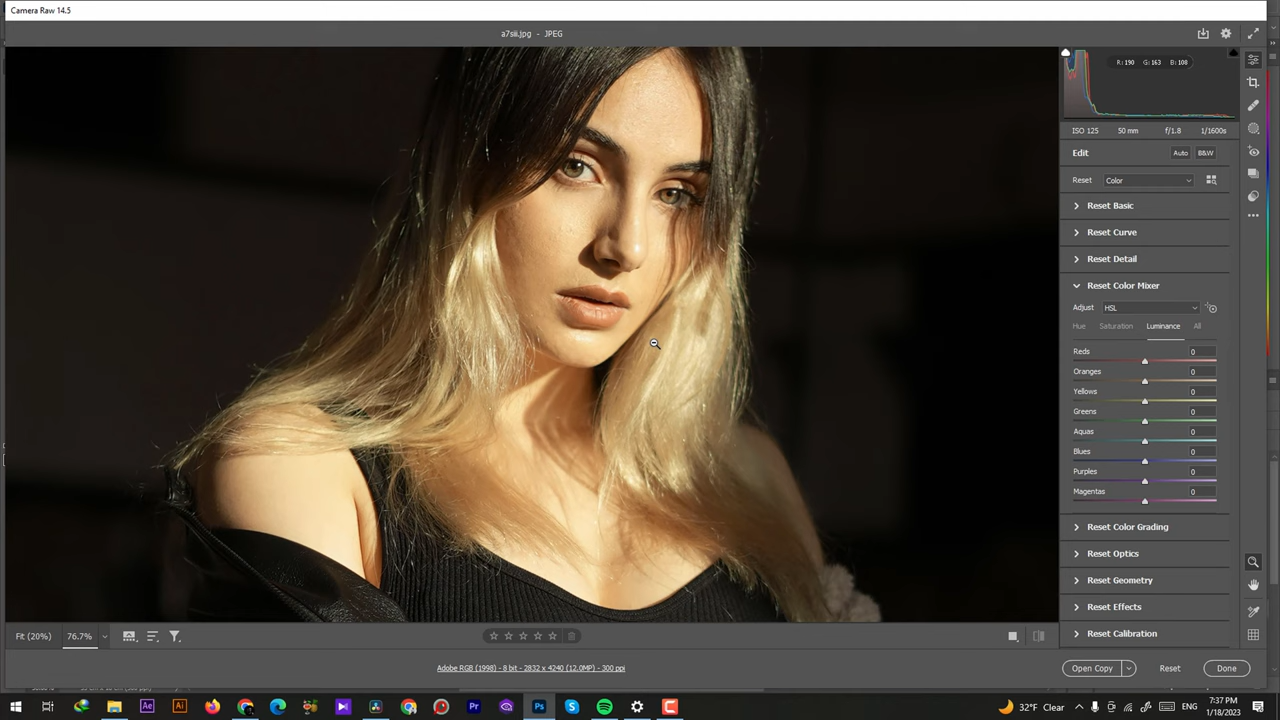 Camera Raw 14.5
a7siii.jpg - JPEG
R: 190 G: 163 B: 108
ISO 125 50 mm f/1.8 1/1600s
Edit Auto B&W
Reset Color
Reset Basic
Reset Curve
Reset Detail
Reset Color Mixer
Adjust HSL
Hue Saturation Luminance All
Reds 0
Oranges 0
Yellows 0
Greens 0
Aquas 0
Blues 0
Purples 0
Magentas 0
Reset Color Grading
Reset Optics
Reset Geometry
Reset Effects
Reset Calibration
Fit (20%) 76.7%
Adobe RGB (1998) - 8 bit - 2832 x 4240 (12.0MP) - 300 ppi
Open Copy Reset Done
Ae Ai Pr Ps
32°F Clear
7:37 PM
1/18/2023